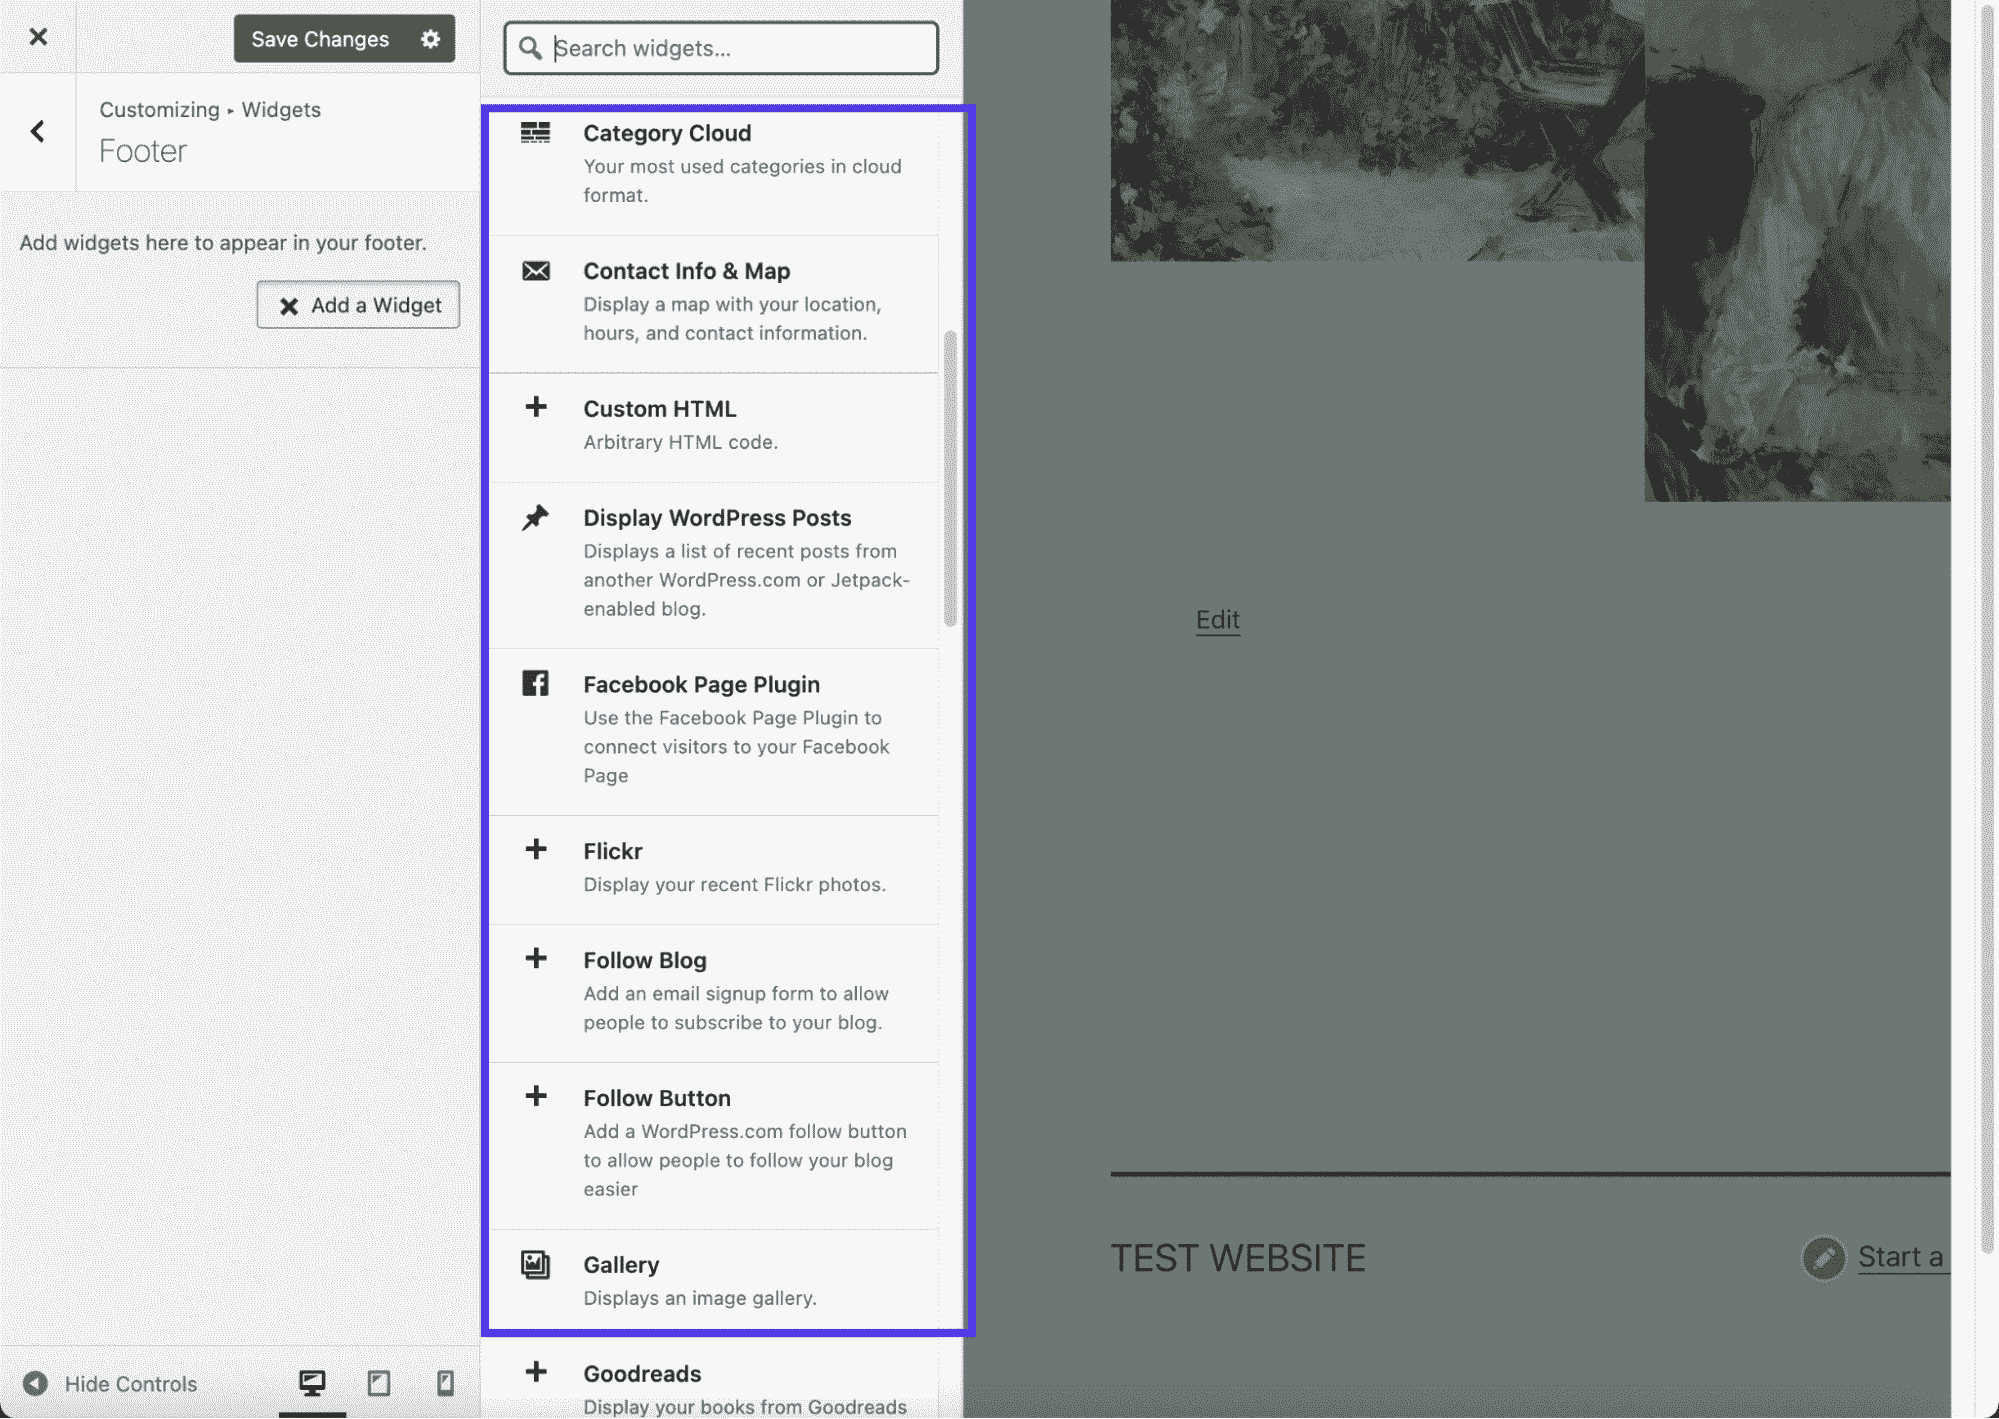 Save Changes
Customizing ▸ Widgets
Footer
Add widgets here to appear in your footer.
Add a Widget
Hide Controls
Search widgets...
Category Cloud
Your most used categories in cloud
format.
Contact Info & Map
Display a map with your location,
hours, and contact information.
Custom HTML
Arbitrary HTML code.
Display WordPress Posts
Displays a list of recent posts from
another WordPress.com or Jetpack-
enabled blog.
Facebook Page Plugin
Use the Facebook Page Plugin to
connect visitors to your Facebook
Page
Flickr
Display your recent Flickr photos.
Follow Blog
Add an email signup form to allow
people to subscribe to your blog.
Follow Button
Add a WordPress.com follow button
to allow people to follow your blog
easier
Gallery
Displays an image gallery.
Goodreads
Display your books from Goodreads
Edit
TEST WEBSITE
Start a